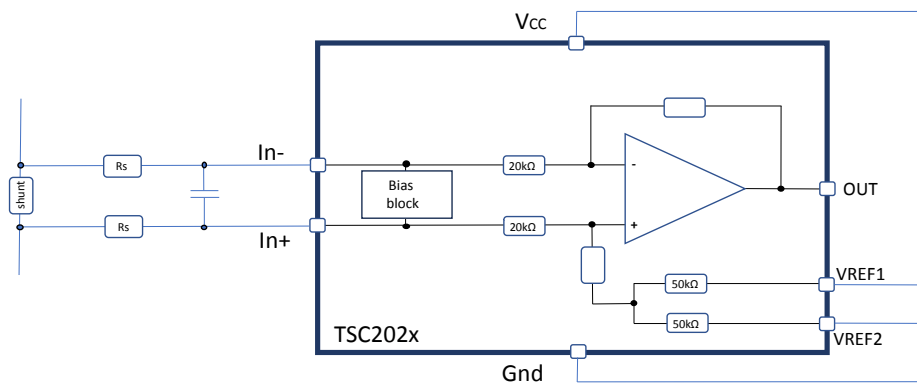 Vcc
In-
Rs
shunt
Rs
In+
Bias
block
20kΩ
20kΩ
-
+
OUT
50kΩ
VREF1
50kΩ
VREF2
TSC202x
Gnd